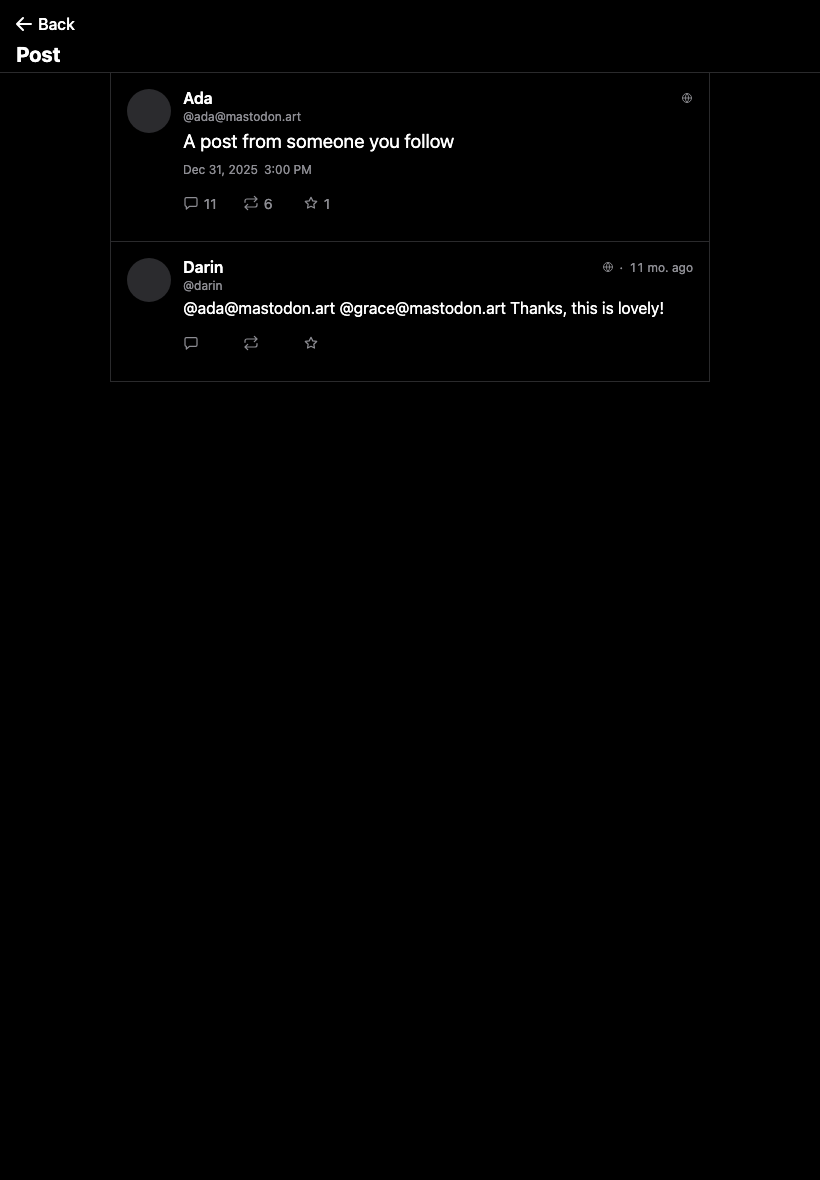 Back
Post
Ada
@ada@mastodon.art
A post from someone you follow
Dec 31, 2025 3:00 PM
11 6 1
Darin · 11 mo. ago
@darin
@ada@mastodon.art @grace@mastodon.art Thanks, this is lovely!